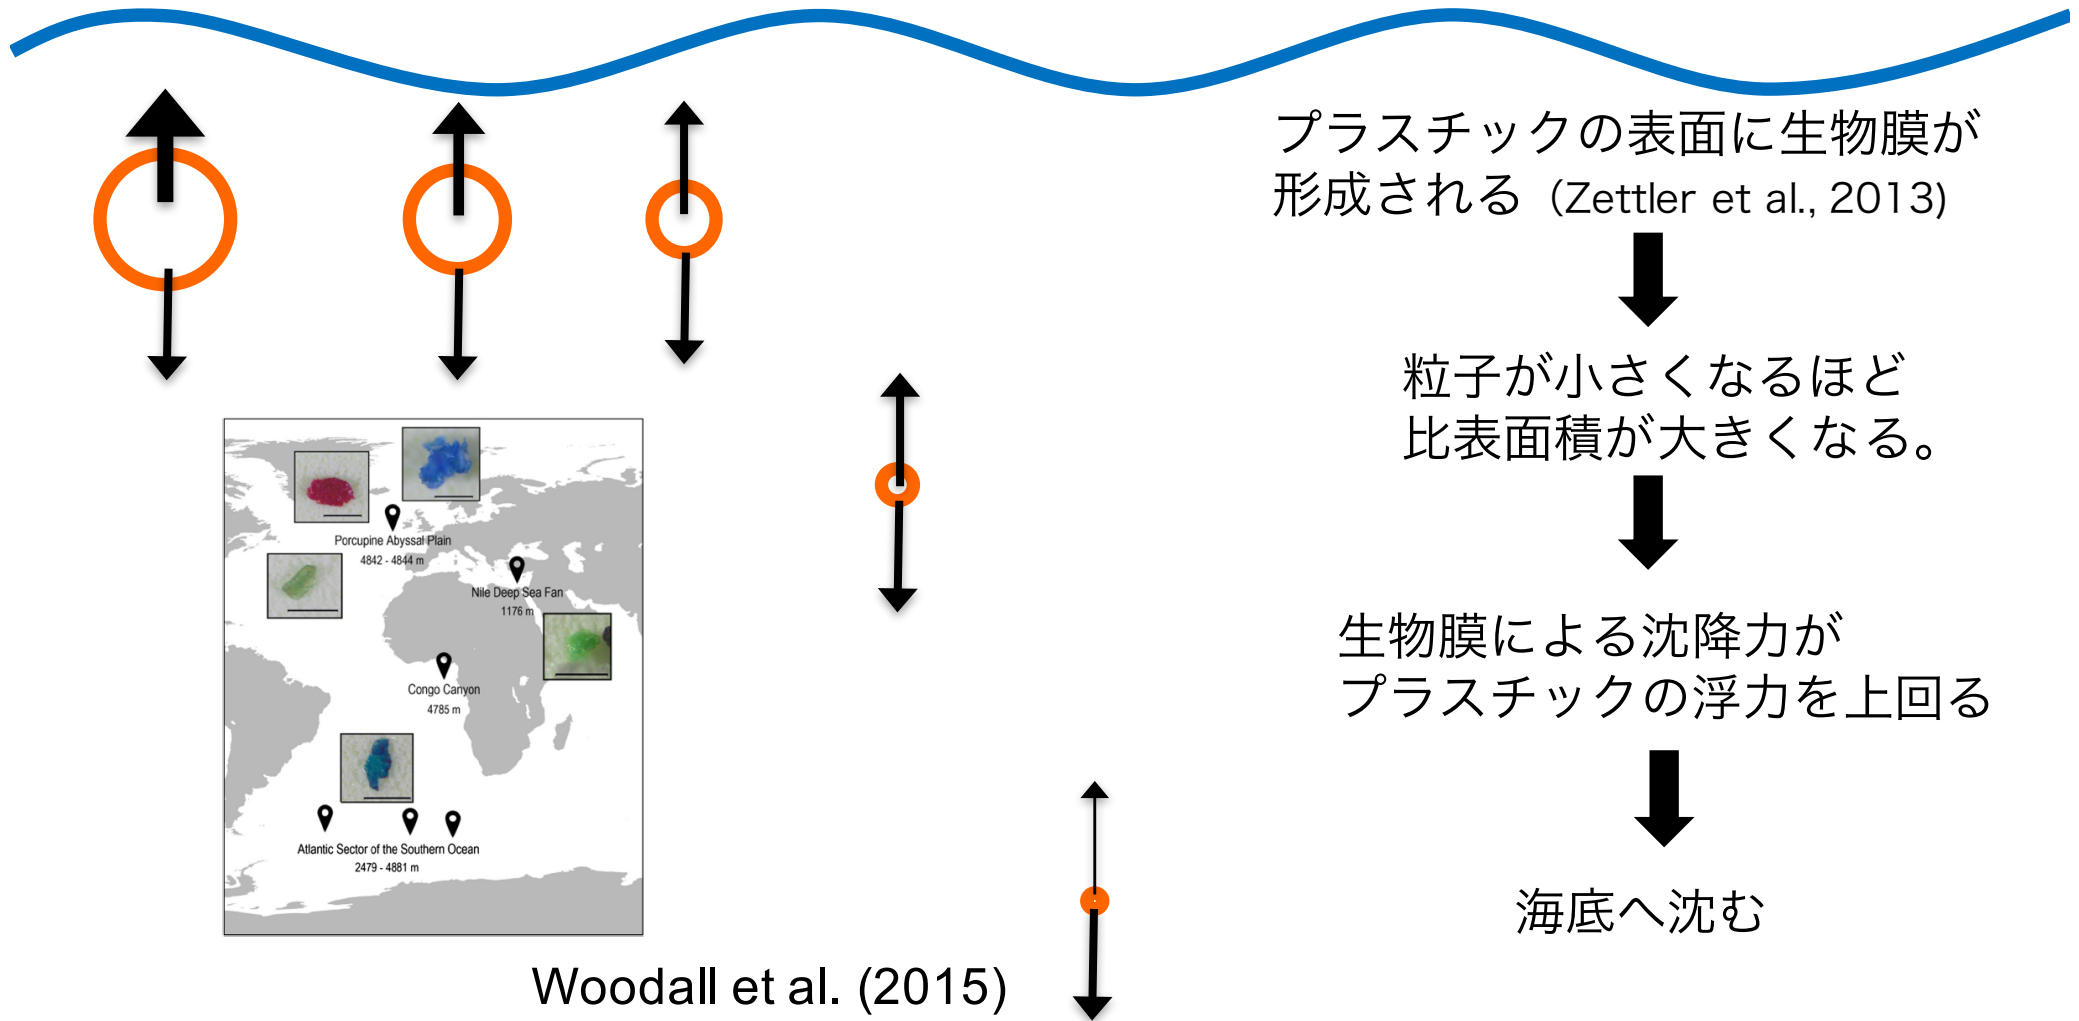 プラスチックの表面に生物膜が
形成される（Zettler et al., 2013)
粒子が小さくなるほど
比表面積が大きくなる。
生物膜による沈降力が
プラスチックの浮力を上回る
海底へ沈む
Porcupine Abyssal Plain
4842 - 4844 m
Nile Deep Sea Fan
1176 m
Congo Canyon
4785 m
Atlantic Sector of the Southern Ocean
2479 - 4881 m
Woodall et al. (2015)